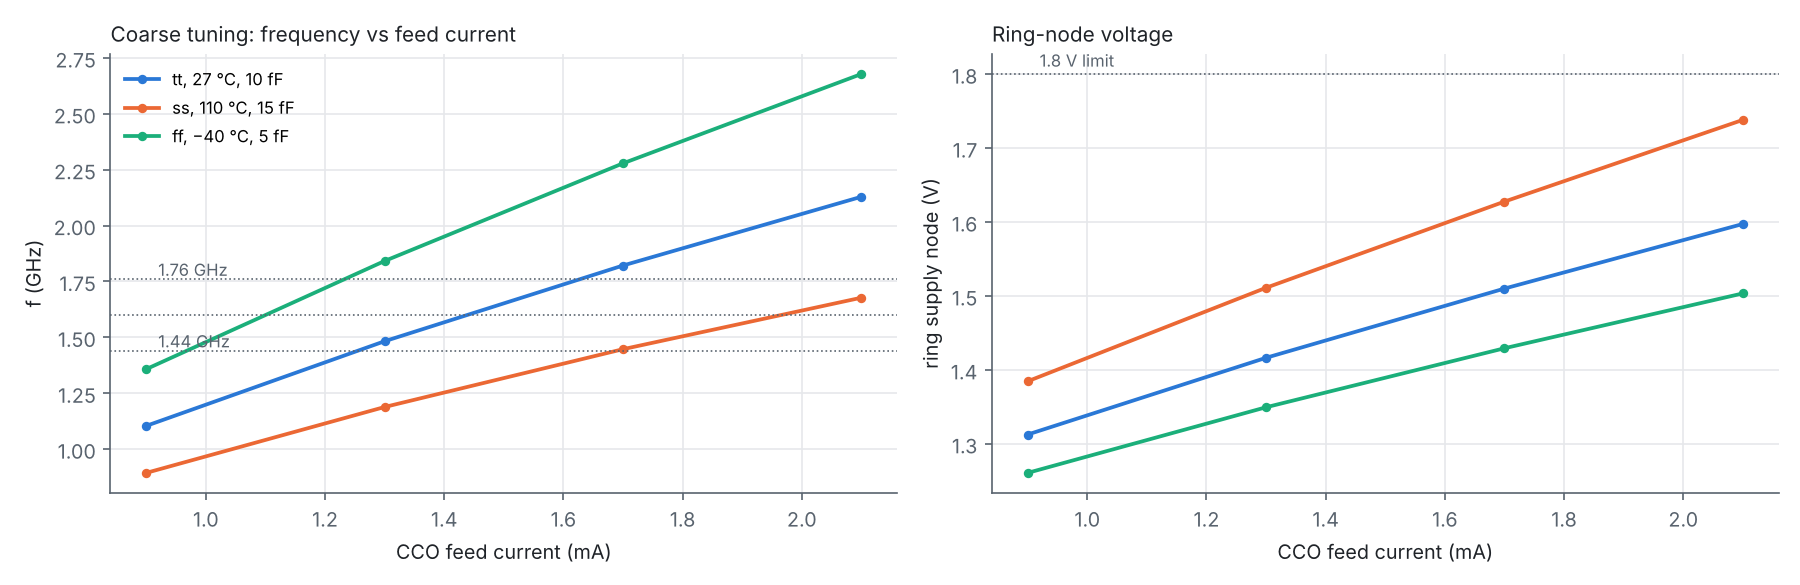 Coarse tuning: frequency vs feed current
2.75
2.50
2.25
2.00
1.75
1.50
1.25
1.00
f (GHz)
tt, 27 °C, 10 fF
ss, 110 °C, 15 fF
ff, −40 °C, 5 fF
1.76 GHz
1.44 GHz
1.0 1.2 1.4 1.6 1.8 2.0
CCO feed current (mA)
Ring-node voltage
1.8 V limit
1.8
1.7
1.6
1.5
1.4
1.3
ring supply node (V)
1.0 1.2 1.4 1.6 1.8 2.0
CCO feed current (mA)